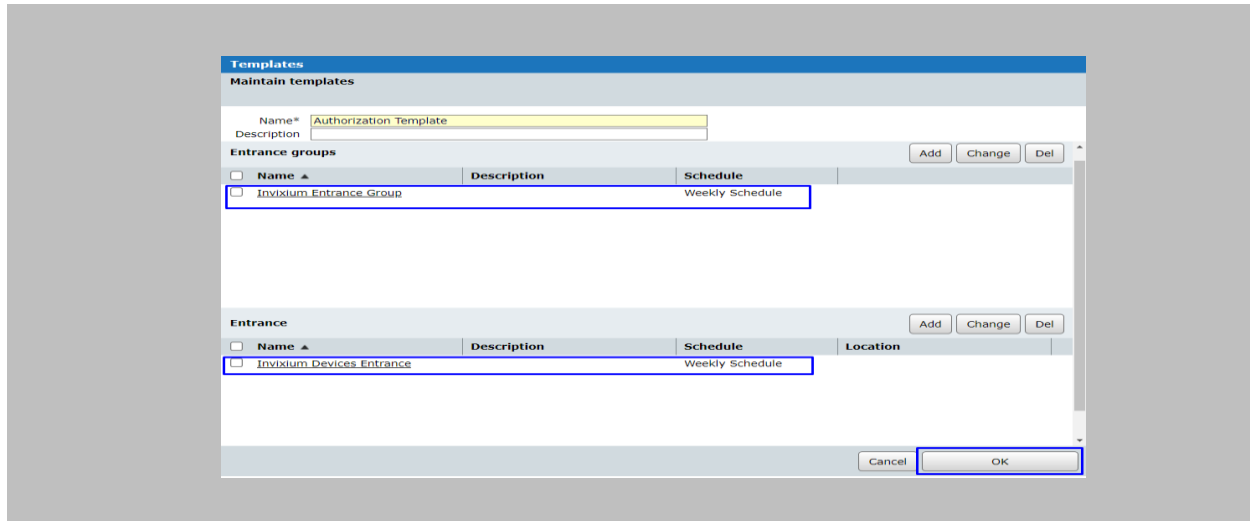 Templates
Maintain templates
Name* Authorization Template
Description
Entrance groups Add Change Del
Name ▲ Description Schedule
Invixium Entrance Group Weekly Schedule
Entrance Add Change Del
Name ▲ Description Schedule Location
Invixium Devices Entrance Weekly Schedule
Cancel OK